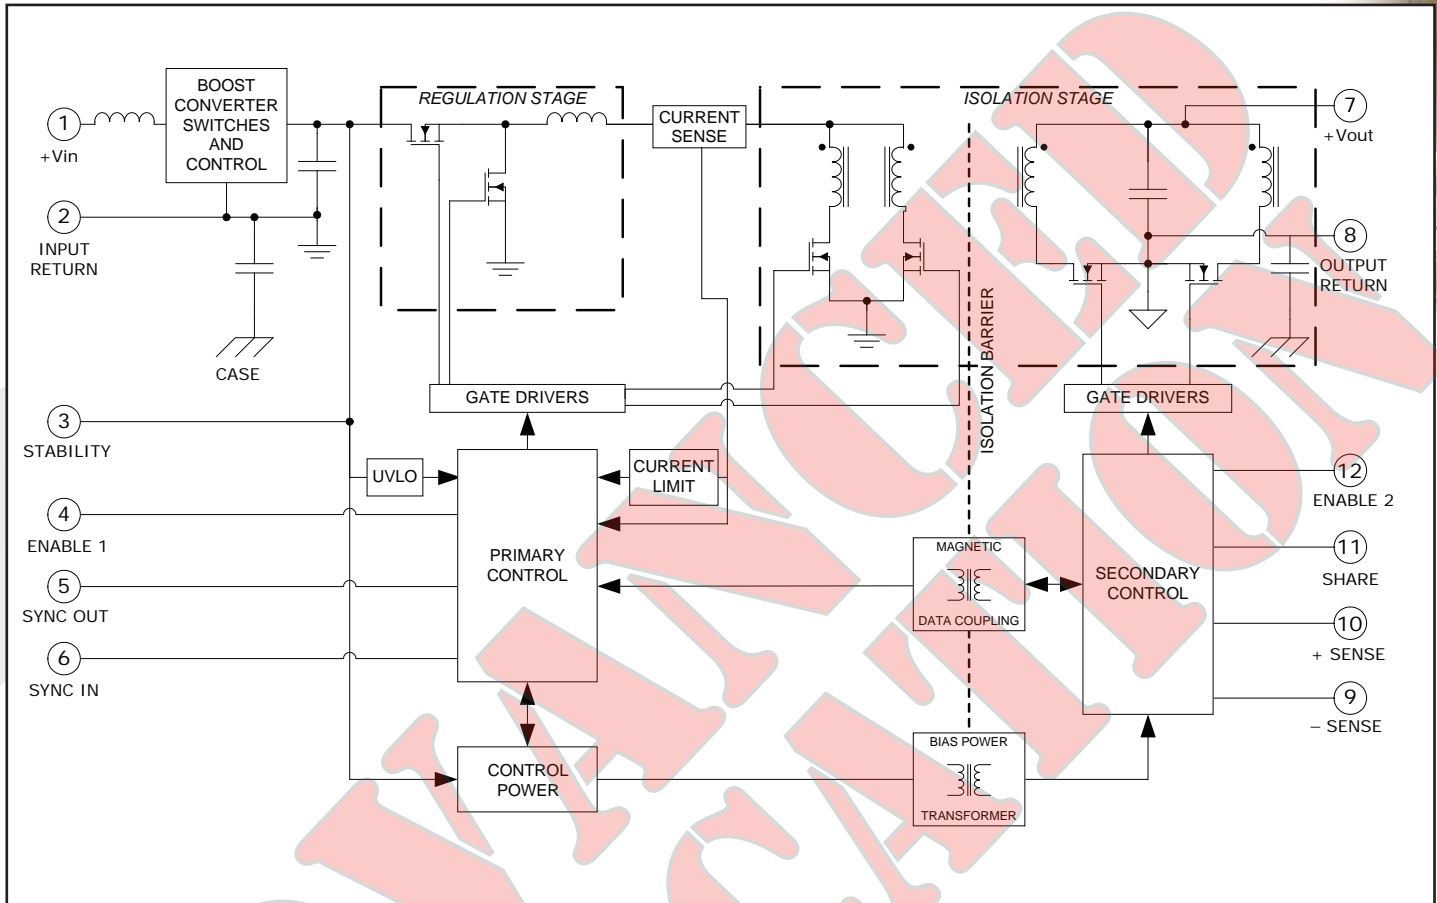 BOOST
CONVERTER
SWITCHES
AND
CONTROL
REGULATION STAGE
CURRENT
SENSE
ISOLATION STAGE
1
+Vin
2
INPUT
RETURN
CASE
7
+Vout
8
OUTPUT
RETURN
ISOLATION BARRIER
GATE DRIVERS
GATE DRIVERS
3
STABILITY
UVLO
CURRENT
LIMIT
4
ENABLE 1
5
SYNC OUT
6
SYNC IN
PRIMARY
CONTROL
MAGNETIC
DATA COUPLING
SECONDARY
CONTROL
12
ENABLE 2
11
SHARE
10
+ SENSE
9
– SENSE
CONTROL
POWER
BIAS POWER
TRANSFORMER